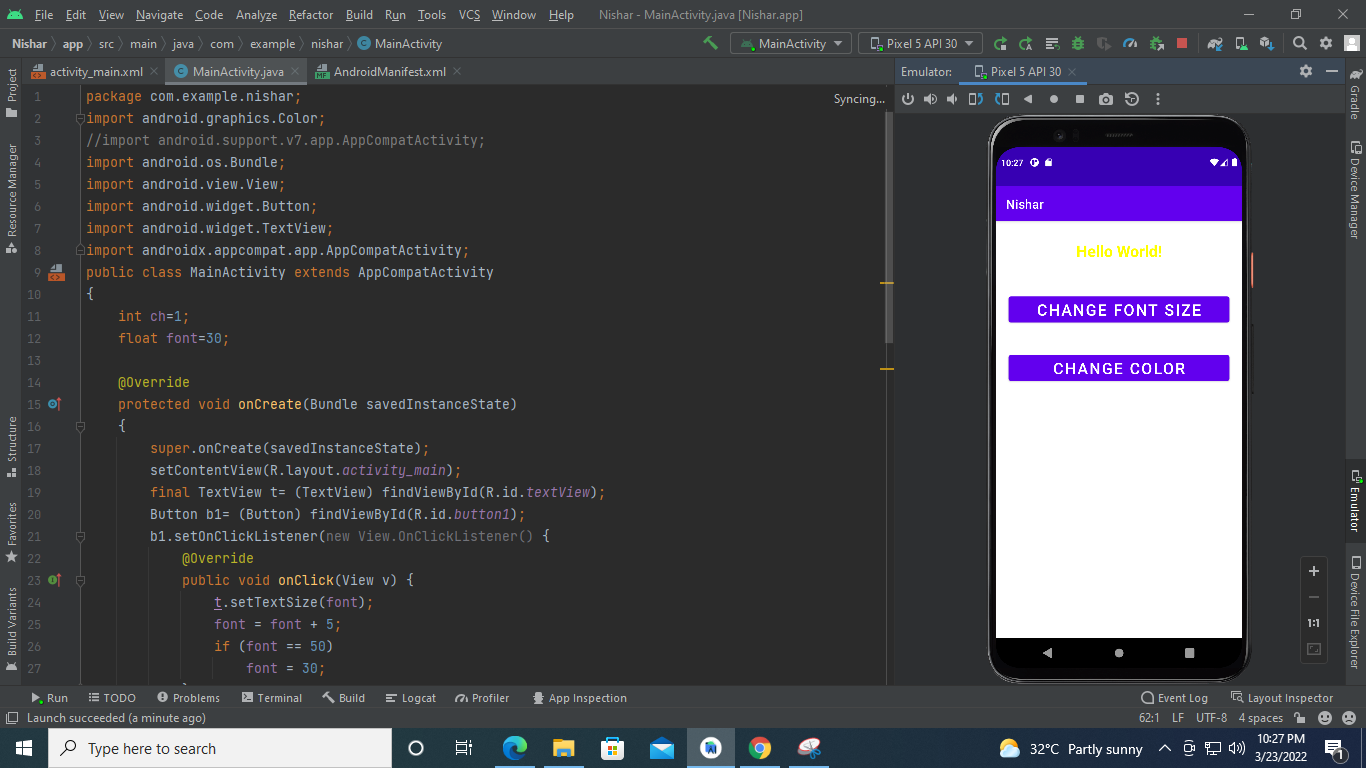 File Edit View Navigate Code Analyze Refactor Build Run Tools VCS Window Help Nishar - MainActivity.java [Nishar.app]
Nishar app src main java com example nishar MainActivity MainActivity Pixel 5 API 30
activity_main.xml MainActivity.java AndroidManifest.xml
Emulator: Pixel 5 API 30
Syncing...
Project
Resource Manager
Structure
Favorites
Build Variants
1 package com.example.nishar;
2 import android.graphics.Color;
3 //import android.support.v7.app.AppCompatActivity;
4 import android.os.Bundle;
5 import android.view.View;
6 import android.widget.Button;
7 import android.widget.TextView;
8 import androidx.appcompat.app.AppCompatActivity;
9 public class MainActivity extends AppCompatActivity
10 {
11 int ch=1;
12 float font=30;
13
14 @Override
15 protected void onCreate(Bundle savedInstanceState)
16 {
17 super.onCreate(savedInstanceState);
18 setContentView(R.layout.activity_main);
19 final TextView t= (TextView) findViewById(R.id.textView);
20 Button b1= (Button) findViewById(R.id.button1);
21 b1.setOnClickListener(new View.OnClickListener() {
22 @Override
23 public void onClick(View v) {
24 t.setTextSize(font);
25 font = font + 5;
26 if (font == 50)
27 font = 30;
10:27
Nishar
Hello World!
CHANGE FONT SIZE
CHANGE COLOR
1:1
Gradle
Device Manager
Emulator
Device File Explorer
Run TODO Problems Terminal Build Logcat Profiler App Inspection Event Log Layout Inspector
Launch succeeded (a minute ago) 62:1 LF UTF-8 4 spaces
Type here to search
32°C Partly sunny
10:27 PM
3/23/2022
1